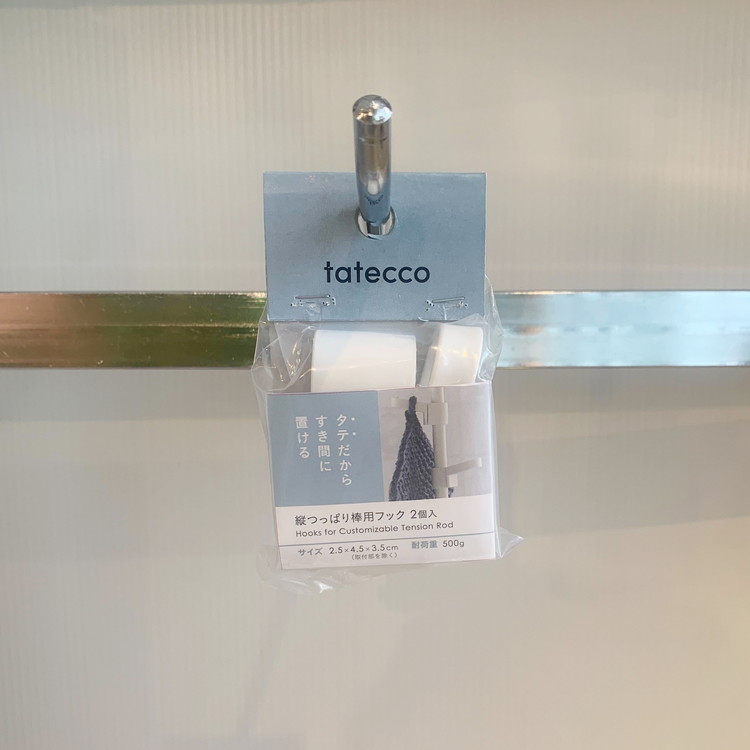 tatecco
タテだから
すき間に
置ける
縦つっぱり棒用フック 2個入
Hooks for Customizable Tension Rod
サイズ 2.5×4.5×3.5cm 耐荷重 500g
(取付部を除く)